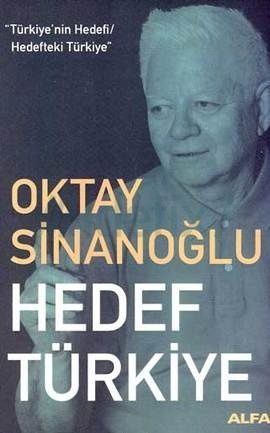 "Türkiye'nin Hedefi/
Hedefteki Türkiye"
OKTAY
SİNANOĞLU
HEDEF
TÜRKİYE
ALFA